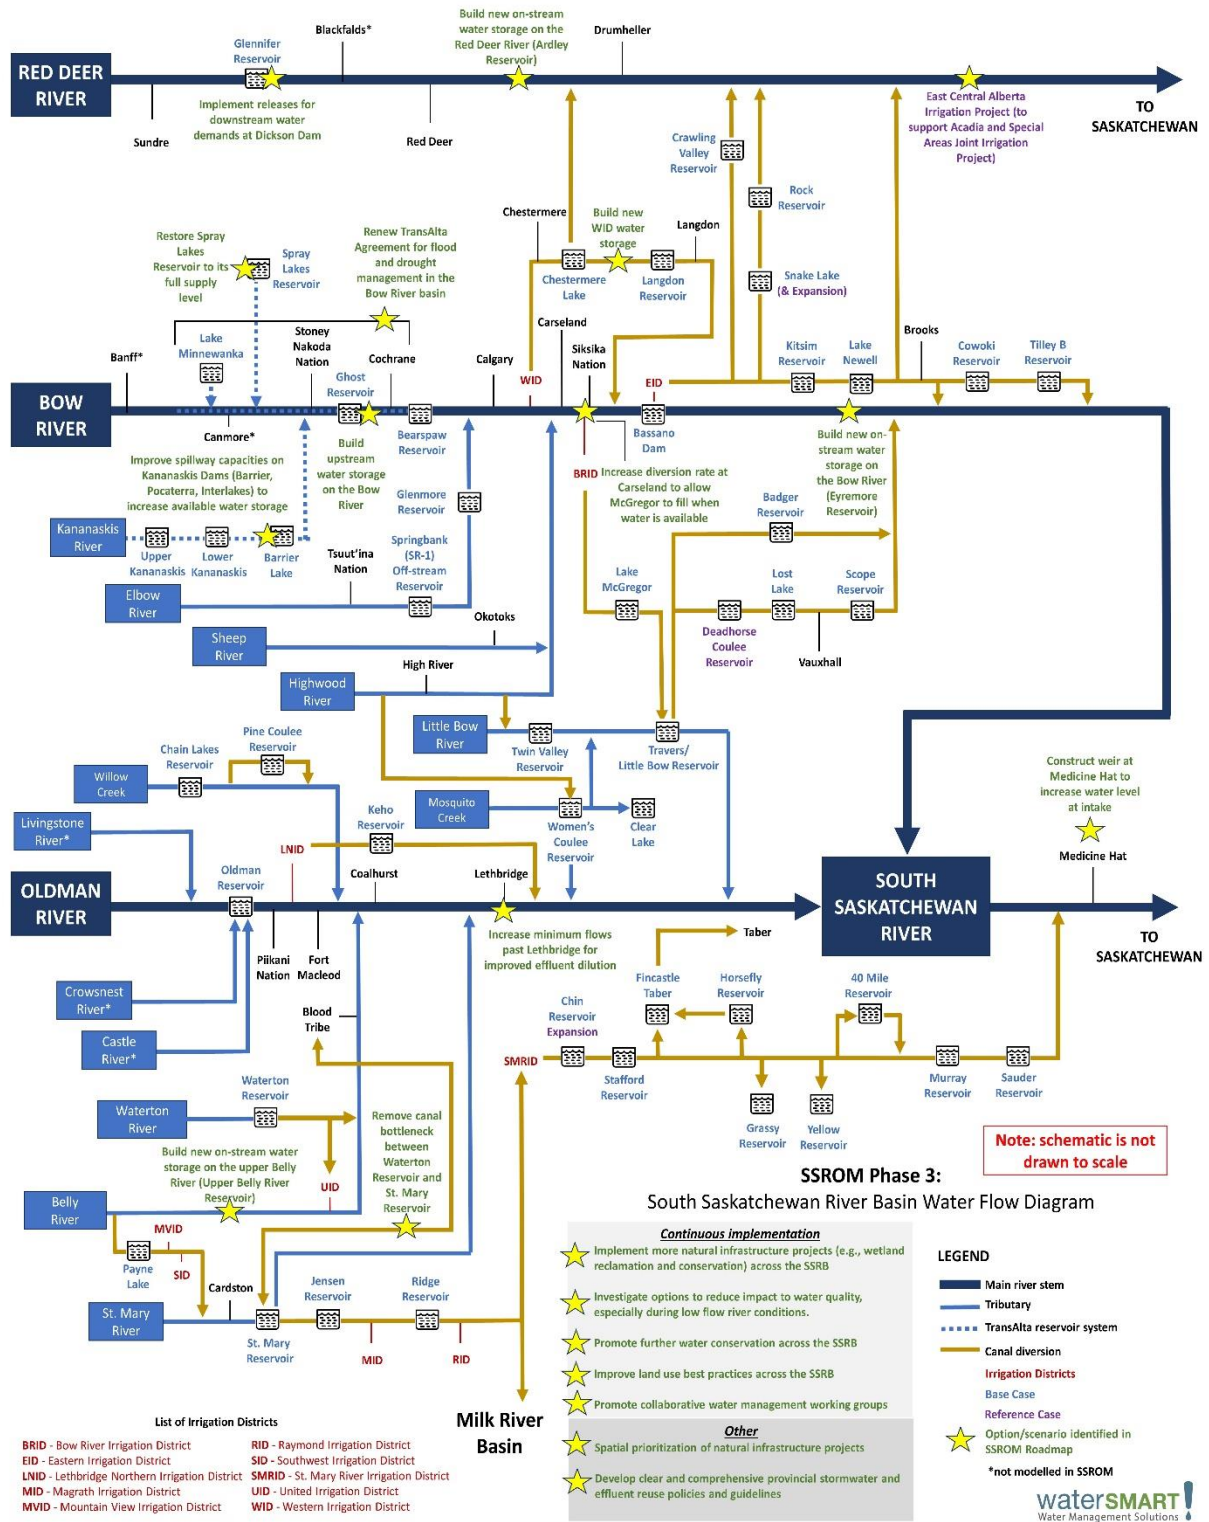 RED DEER
RIVER
Glennifer
Reservoir
Blackfalds*
Build new on-stream
water storage on the
Red Deer River (Ardley
Reservoir)
Drumheller
Sundre
Implement releases for
downstream water
demands at Dickson Dam
Red Deer
East Central Alberta
Irrigation Project (to
support Acadia and Special
Areas Joint Irrigation
Project)
TO
SASKATCHEWAN
Crawling
Valley
Reservoir
Rock
Reservoir
Snake Lake
(& Expansion)
Restore Spray
Lakes
Reservoir to its
full supply
level
Spray
Lakes
Reservoir
Renew TransAlta
Agreement for flood
and drought
management in the
Bow River basin
Chestermere
Build new
WID water
storage
Langdon
Chestermere
Lake
Langdon
Reservoir
Banff*
Lake
Minnewanka
Stoney
Nakoda
Nation
Cochrane
Calgary
WID
Carseland
Siksika
Nation
EID
Kitsim
Reservoir
Lake
Newell
Brooks
Cowoki
Reservoir
Tilley B
Reservoir
BOW
RIVER
Ghost
Reservoir
Canmore*
Build
upstream
water storage
on the Bow
River
Bearspaw
Reservoir
Bassano
Dam
Build new on-
stream water
storage on
the Bow River
(Eyremore
Reservoir)
Improve spillway capacities on
Kananaskis Dams (Barrier,
Pocaterra, Interlakes) to
increase available water storage
BRID
Increase diversion rate at
Carseland to allow
McGregor to fill when
water is available
Kananaskis
River
Upper
Kananaskis
Lower
Kananaskis
Barrier
Lake
Glenmore
Reservoir
Springbank
(SR-1)
Off-stream
Reservoir
Tsuut'ina
Nation
Badger
Reservoir
Lake
McGregor
Lost
Lake
Scope
Reservoir
Deadhorse
Coulee
Reservoir
Vauxhall
Elbow
River
Sheep
River
Okotoks
High River
Highwood
River
Little Bow
River
Twin Valley
Reservoir
Travers/
Little Bow Reservoir
Chain Lakes
Reservoir
Pine Coulee
Reservoir
Willow
Creek
Livingstone
River*
Mosquito
Creek
Women's
Coulee
Reservoir
Clear
Lake
Keho
Reservoir
LNID
Coalhurst
Lethbridge
Construct weir at
Medicine Hat to
increase water level
at intake
Medicine Hat
OLDMAN
RIVER
Oldman
Reservoir
SOUTH
SASKATCHEWAN
RIVER
TO
SASKATCHEWAN
Piikani
Nation
Fort
Macleod
Increase minimum flows
past Lethbridge for
improved effluent dilution
Taber
Crowsnest
River*
Castle
River*
Blood
Tribe
Fincastle
Taber
Horsefly
Reservoir
40 Mile
Reservoir
Chin
Reservoir
Expansion
SMRID
Stafford
Reservoir
Grassy
Reservoir
Yellow
Reservoir
Murray
Reservoir
Sauder
Reservoir
Waterton
Reservoir
Waterton
River
Remove canal
bottleneck
between
Waterton
Reservoir and
St. Mary
Reservoir
Build new on-stream water
storage on the upper Belly
River (Upper Belly River
Reservoir)
UID
Belly
River
MVID
Payne
Lake
SID
Cardston
St. Mary
River
St. Mary
Reservoir
Jensen
Reservoir
Ridge
Reservoir
MID
RID
Milk River
Basin
Note: schematic is not
drawn to scale
SSROM Phase 3:
South Saskatchewan River Basin Water Flow Diagram
Continuous implementation
Implement more natural infrastructure projects (e.g., wetland
reclamation and conservation) across the SSRB
Investigate options to reduce impact to water quality,
especially during low flow river conditions.
Promote further water conservation across the SSRB
Improve land use best practices across the SSRB
Promote collaborative water management working groups
Other
Spatial prioritization of natural infrastructure projects
Develop clear and comprehensive provincial stormwater and
effluent reuse policies and guidelines
LEGEND
Main river stem
Tributary
TransAlta reservoir system
Canal diversion
Irrigation Districts
Base Case
Reference Case
Option/scenario identified in
SSROM Roadmap
*not modelled in SSROM
List of Irrigation Districts
BRID - Bow River Irrigation District
EID - Eastern Irrigation District
LNID - Lethbridge Northern Irrigation District
MID - Magrath Irrigation District
MVID - Mountain View Irrigation District
RID - Raymond Irrigation District
SID - Southwest Irrigation District
SMRID - St. Mary River Irrigation District
UID - United Irrigation District
WID - Western Irrigation District
waterSMART
Water Management Solutions